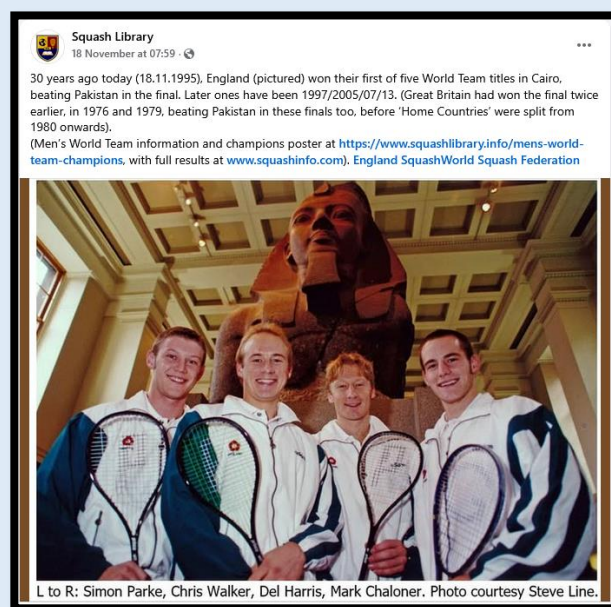 Squash Library
18 November at 07:59 ·
30 years ago today (18.11.1995), England (pictured) won their first of five World Team titles in Cairo,
beating Pakistan in the final. Later ones have been 1997/2005/07/13. (Great Britain had won the final twice
earlier, in 1976 and 1979, beating Pakistan in these finals too, before 'Home Countries' were split from
1980 onwards).
(Men's World Team information and champions poster at https://www.squashlibrary.info/mens-world-
team-champions, with full results at www.squashinfo.com). England SquashWorld Squash Federation
L to R: Simon Parke, Chris Walker, Del Harris, Mark Chaloner. Photo courtesy Steve Line.